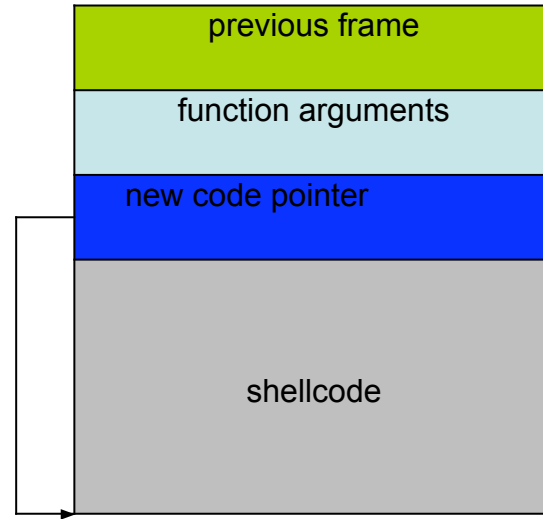 previous frame
function arguments
new code pointer
shellcode